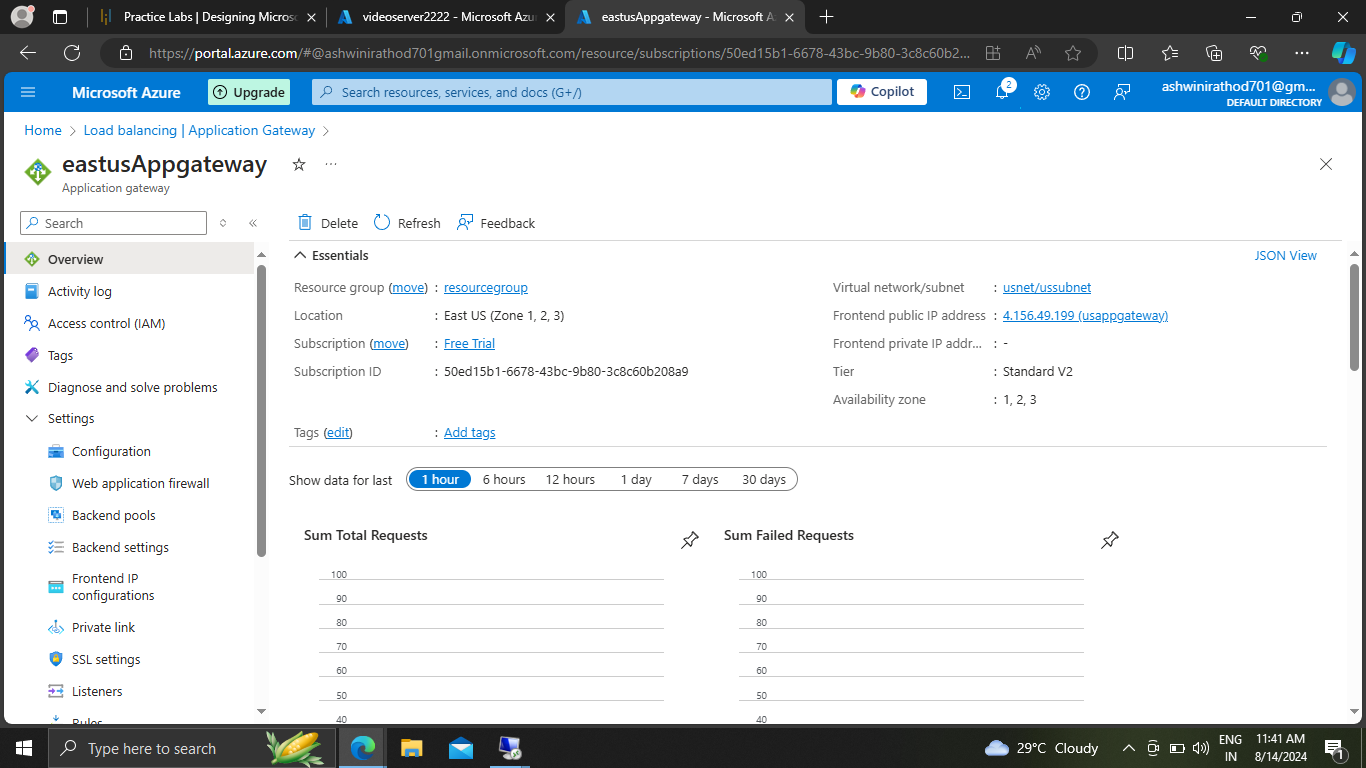 Practice Labs | Designing Microso
videoserver2222 - Microsoft Azu
eastusAppgateway - Microsoft A
https://portal.azure.com/#@ashwinirathod701gmail.onmicrosoft.com/resource/subscriptions/50ed15b1-6678-43bc-9b80-3c8c60b2...
Microsoft Azure
Upgrade
Search resources, services, and docs (G+/)
Copilot
2
ashwinirathod701@gm...
DEFAULT DIRECTORY
Home > Load balancing | Application Gateway >
eastusAppgateway
Application gateway
Search
Delete
Refresh
Feedback
Overview
Activity log
Access control (IAM)
Tags
Diagnose and solve problems
Settings
Configuration
Web application firewall
Backend pools
Backend settings
Frontend IP
configurations
Private link
SSL settings
Listeners
Rules
Essentials
JSON View
Resource group (move) : resourcegroup
Location : East US (Zone 1, 2, 3)
Subscription (move) : Free Trial
Subscription ID : 50ed15b1-6678-43bc-9b80-3c8c60b208a9
Virtual network/subnet : usnet/ussubnet
Frontend public IP address : 4.156.49.199 (usappgateway)
Frontend private IP addr... : -
Tier : Standard V2
Availability zone : 1, 2, 3
Tags (edit) : Add tags
Show data for last
1 hour
6 hours
12 hours
1 day
7 days
30 days
Sum Total Requests
100
90
80
70
60
50
40
Sum Failed Requests
100
90
80
70
60
50
40
Type here to search
29°C Cloudy
ENG
IN
11:41 AM
8/14/2024
1